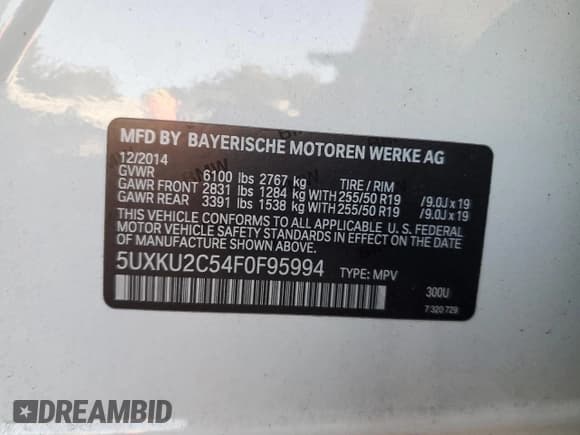 MFD BY BAYERISCHE MOTOREN WERKE AG
12/2014
GVWR 6100 lbs 2767 kg TIRE / RIM
GAWR FRONT 2831 lbs 1284 kg WITH 255/50 R19 /9.0J x 19
GAWR REAR 3391 lbs 1538 kg WITH 255/50 R19 /9.0J x 19
THIS VEHICLE CONFORMS TO ALL APPLICABLE U. S. FEDERAL
MOTOR VEHICLE SAFETY STANDARDS IN EFFECT ON THE
DATE OF MANUFACTURE SHOWN ABOVE.
5UXKU2C54F0F95994 TYPE: MPV
300U
7 320 729
DREAMBID